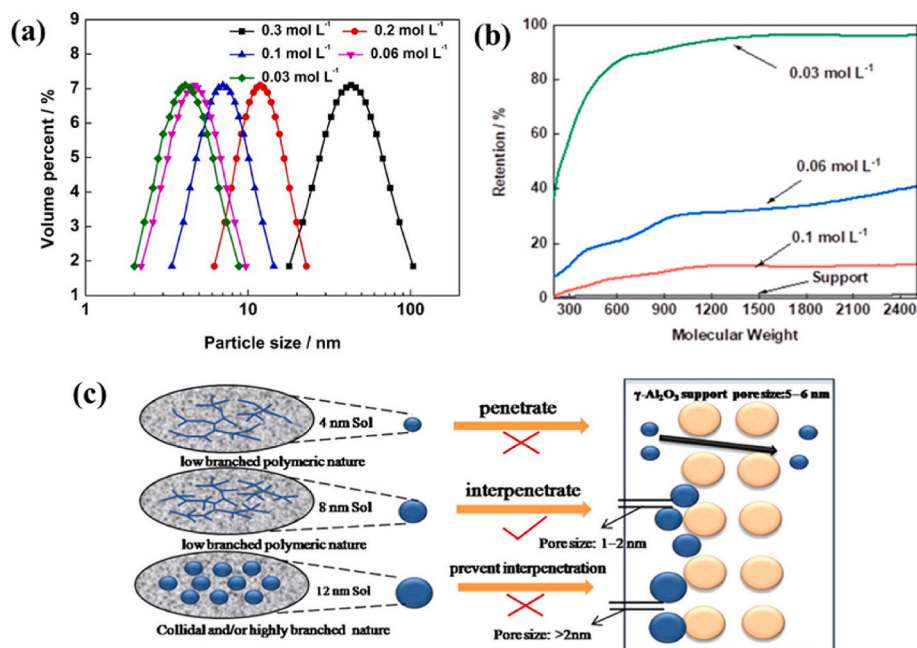 (a)
0.3 mol L⁻¹ 0.2 mol L⁻¹
0.1 mol L⁻¹ 0.06 mol L⁻¹
0.03 mol L⁻¹
Volume percent / %
9
8
7
6
5
4
3
2
1
1 10 100
Particle size / nm
(b)
Retention / %
100
80
60
40
20
0
0.03 mol L⁻¹
0.06 mol L⁻¹
0.1 mol L⁻¹
Support
300 600 900 1200 1500 1800 2100 2400
Molecular Weight
(c)
4 nm Sol
low branched polymeric nature
8 nm Sol
low branched polymeric nature
12 nm Sol
Collidal and/or highly branched nature
penetrate
interpenetrate
prevent interpenetration
γ-Al₂O₃ support pore size:5–6 nm
Pore size: 1–2 nm
Pore size: >2nm